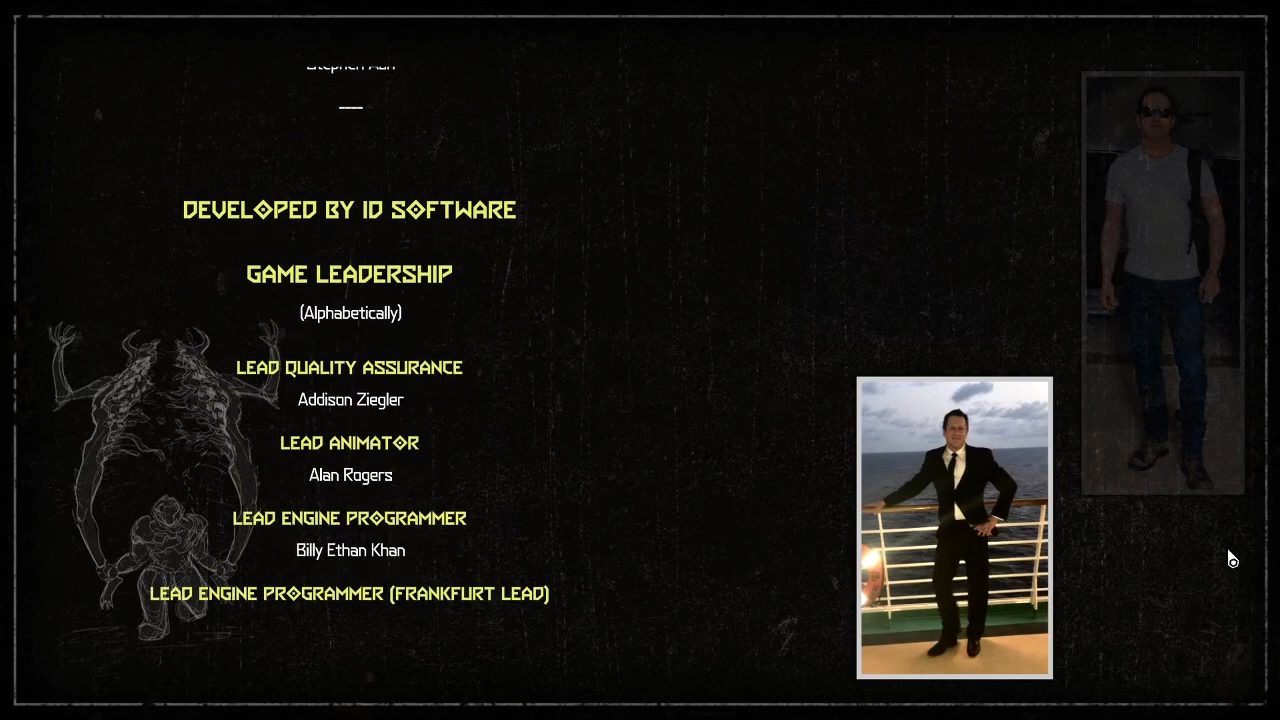 DEVELOPED BY ID SOFTWARE
GAME LEADERSHIP
(Alphabetically)
LEAD QUALITY ASSURANCE
Addison Ziegler
LEAD ANIMATOR
Alan Rogers
LEAD ENGINE PROGRAMMER
Billy Ethan Khan
LEAD ENGINE PROGRAMMER (FRANKFURT LEAD)